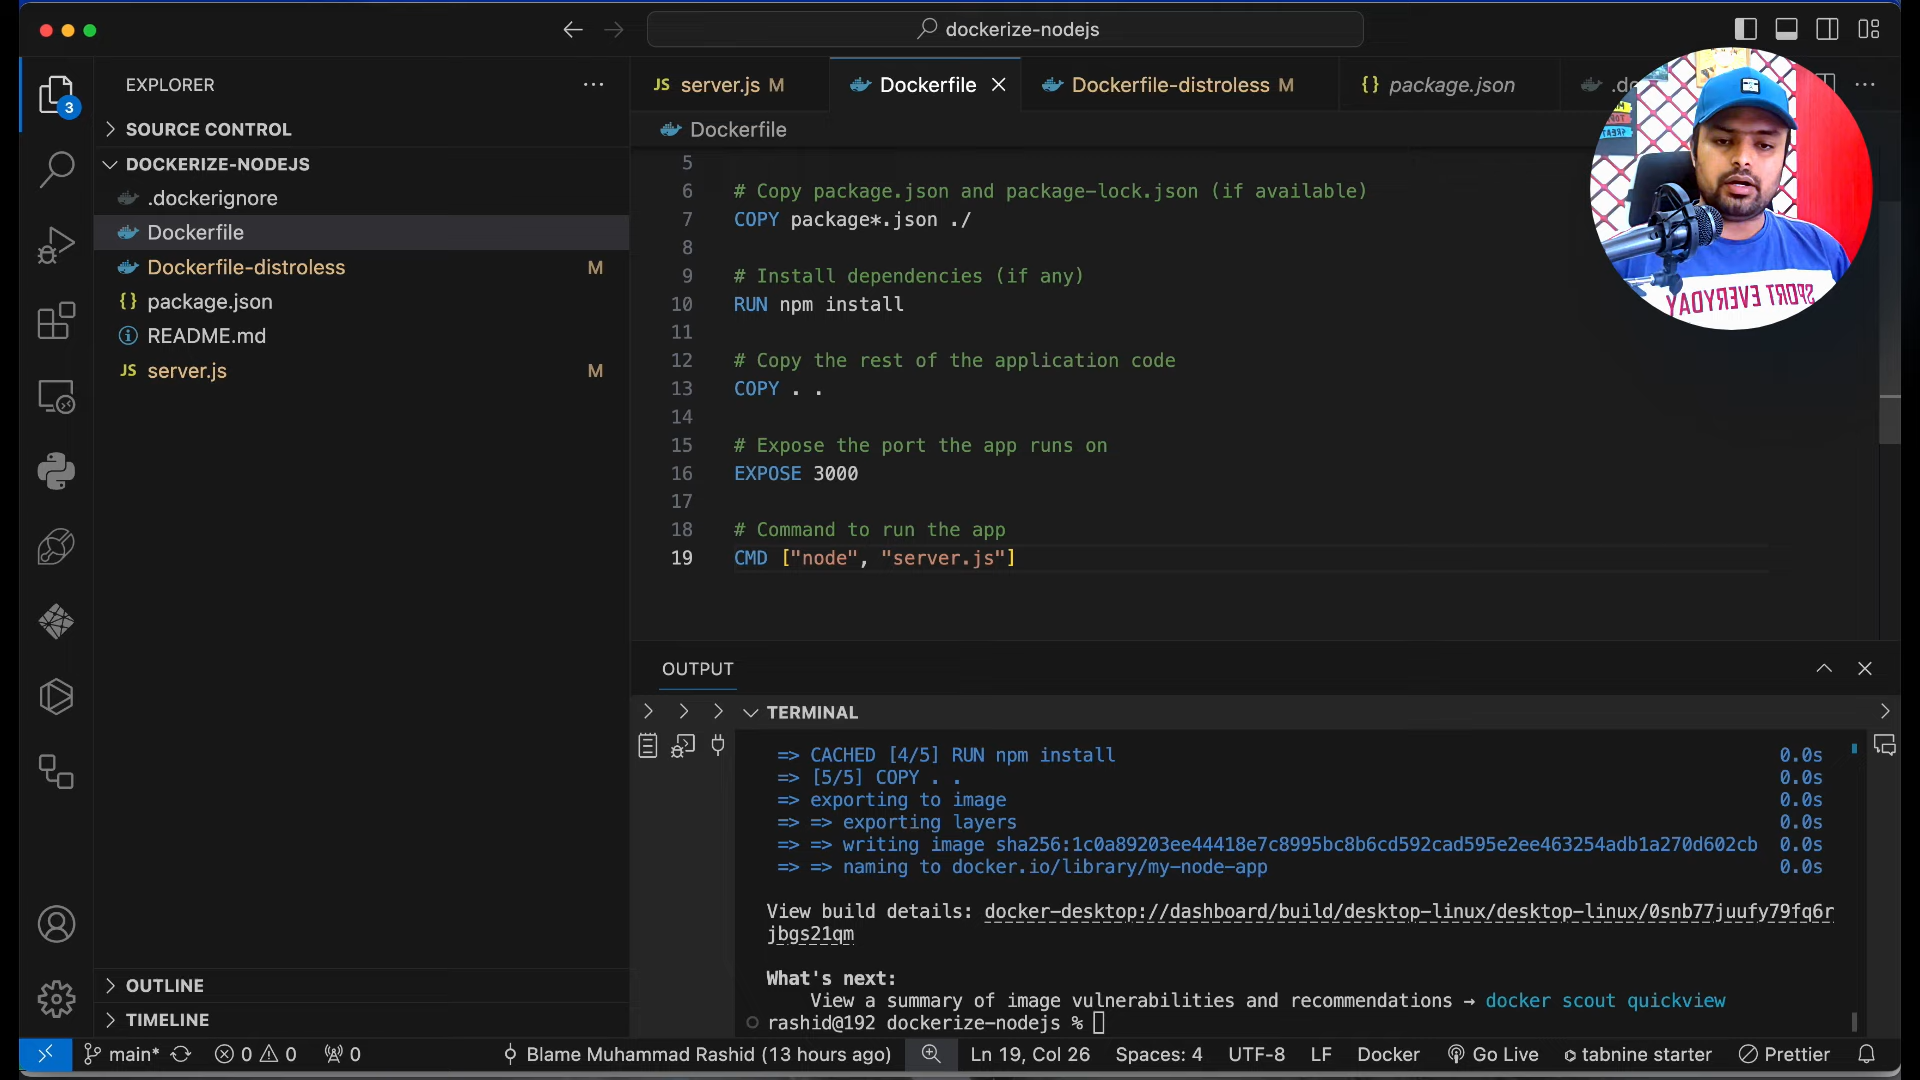 dockerize-nodejs
EXPLORER
3
SOURCE CONTROL
DOCKERIZE-NODEJS
.dockerignore
Dockerfile
Dockerfile-distroless M
package.json
README.md
server.js M
OUTLINE
TIMELINE
JS server.js M
Dockerfile
Dockerfile-distroless M
{} package.json
Dockerfile
5
6 # Copy package.json and package-lock.json (if available)
7 COPY package*.json ./
8
9 # Install dependencies (if any)
10 RUN npm install
11
12 # Copy the rest of the application code
13 COPY . .
14
15 # Expose the port the app runs on
16 EXPOSE 3000
17
18 # Command to run the app
19 CMD ["node", "server.js"]
SPORT EVERYDAY
OUTPUT
TERMINAL
=> CACHED [4/5] RUN npm install 0.0s
=> [5/5] COPY . . 0.0s
=> exporting to image 0.0s
=> => exporting layers 0.0s
=> => writing image sha256:1c0a89203ee44418e7c8995bc8b6cd592cad595e2ee463254adb1a270d602cb 0.0s
=> => naming to docker.io/library/my-node-app 0.0s
View build details: docker-desktop://dashboard/build/desktop-linux/desktop-linux/0snb77juufy79fq6r
jbgs21qm
What's next:
View a summary of image vulnerabilities and recommendations → docker scout quickview
rashid@192 dockerize-nodejs %
main* 0 0 0 Blame Muhammad Rashid (13 hours ago) Ln 19, Col 26 Spaces: 4 UTF-8 LF Docker Go Live tabnine starter Prettier